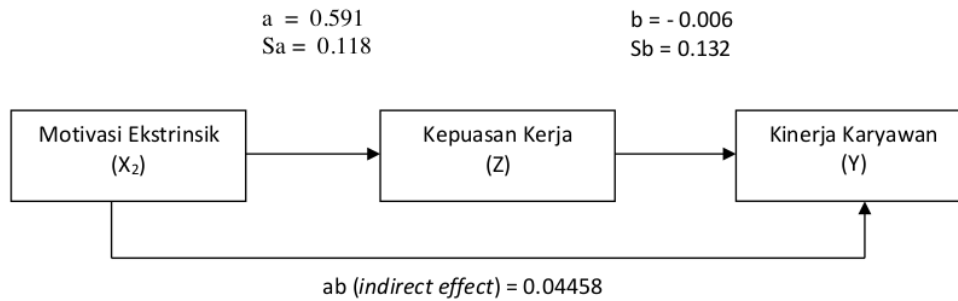 a = 0.591
Sa = 0.118
b = - 0.006
Sb = 0.132
Motivasi Ekstrinsik
(X₂)
Kepuasan Kerja
(Z)
Kinerja Karyawan
(Y)
ab (indirect effect) = 0.04458